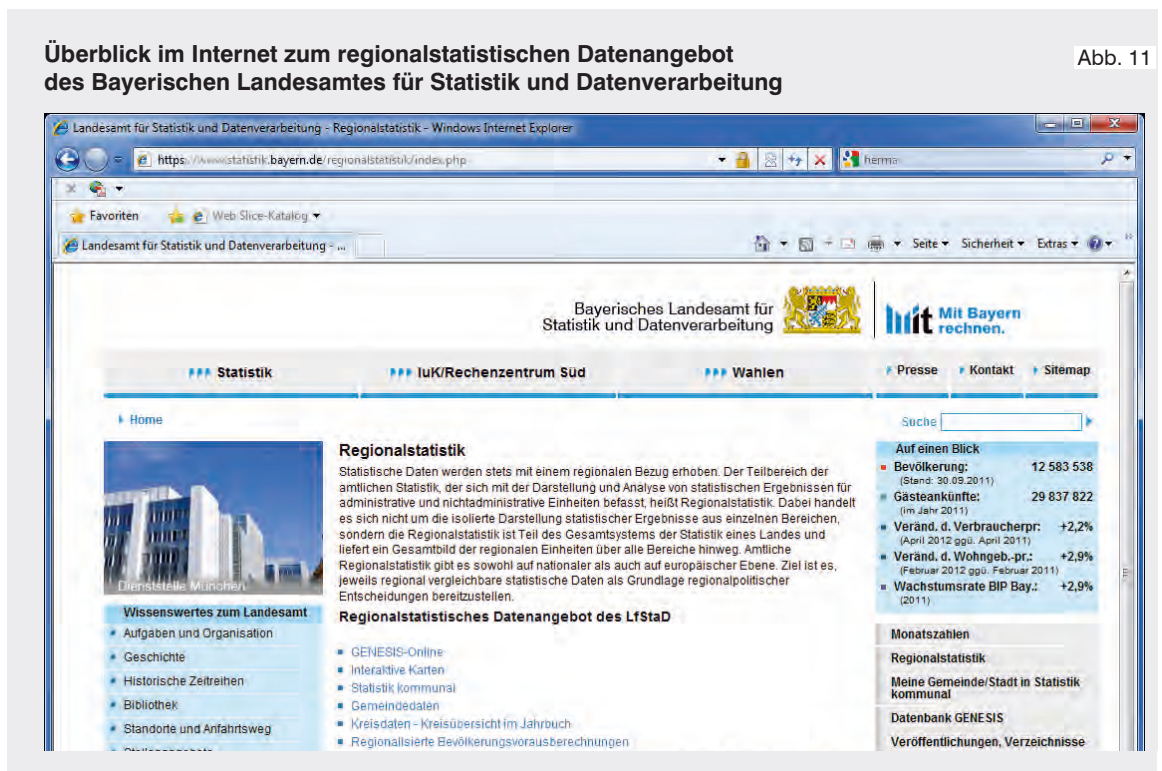 Überblick im Internet zum regionalstatistischen Datenangebot
des Bayerischen Landesamtes für Statistik und Datenverarbeitung
Abb. 11
Landesamt für Statistik und Datenverarbeitung - Regionalstatistik - Windows Internet Explorer
https://www.statistik.bayern.de/regionalstatistik/index.php
herma
Favoriten
Web Slice-Katalog
Landesamt für Statistik und Datenverarbeitung - ...
Seite
Sicherheit
Extras
Bayerisches Landesamt für
Statistik und Datenverarbeitung
Mit Bayern
rechnen.
Statistik
IuK/Rechenzentrum Süd
Wahlen
Presse
Kontakt
Sitemap
Home
Suche
Dienststelle München
Wissenswertes zum Landesamt
Aufgaben und Organisation
Geschichte
Historische Zeitreihen
Bibliothek
Standorte und Anfahrtsweg
Regionalstatistik
Statistische Daten werden stets mit einem regionalen Bezug erhoben. Der Teilbereich der
amtlichen Statistik, der sich mit der Darstellung und Analyse von statistischen Ergebnissen für
administrative und nichtadministrative Einheiten befasst, heißt Regionalstatistik. Dabei handelt
es sich nicht um die isolierte Darstellung statistischer Ergebnisse aus einzelnen Bereichen,
sondern die Regionalstatistik ist Teil des Gesamtsystems der Statistik eines Landes und
liefert ein Gesamtbild der regionalen Einheiten über alle Bereiche hinweg. Amtliche
Regionalstatistik gibt es sowohl auf nationaler als auch auf europäischer Ebene. Ziel ist es,
jeweils regional vergleichbare statistische Daten als Grundlage regionalpolitischer
Entscheidungen bereitzustellen.
Regionalstatistisches Datenangebot des LfStaD
GENESIS-Online
Interaktive Karten
Statistik kommunal
Gemeindedaten
Kreisdaten - Kreisübersicht im Jahrbuch
Regionalisierte Bevölkerungsvorausberechnungen
Auf einen Blick
Bevölkerung: 12 583 538
(Stand: 30.09.2011)
Gästeankünfte: 29 837 822
(im Jahr 2011)
Veränd. d. Verbraucherpr: +2,2%
(April 2012 ggü. April 2011)
Veränd. d. Wohngeb.-pr.: +2,9%
(Februar 2012 ggü. Februar 2011)
Wachstumsrate BIP Bay.: +2,9%
(2011)
Monatszahlen
Regionalstatistik
Meine Gemeinde/Stadt in Statistik
kommunal
Datenbank GENESIS
Veröffentlichungen, Verzeichnisse